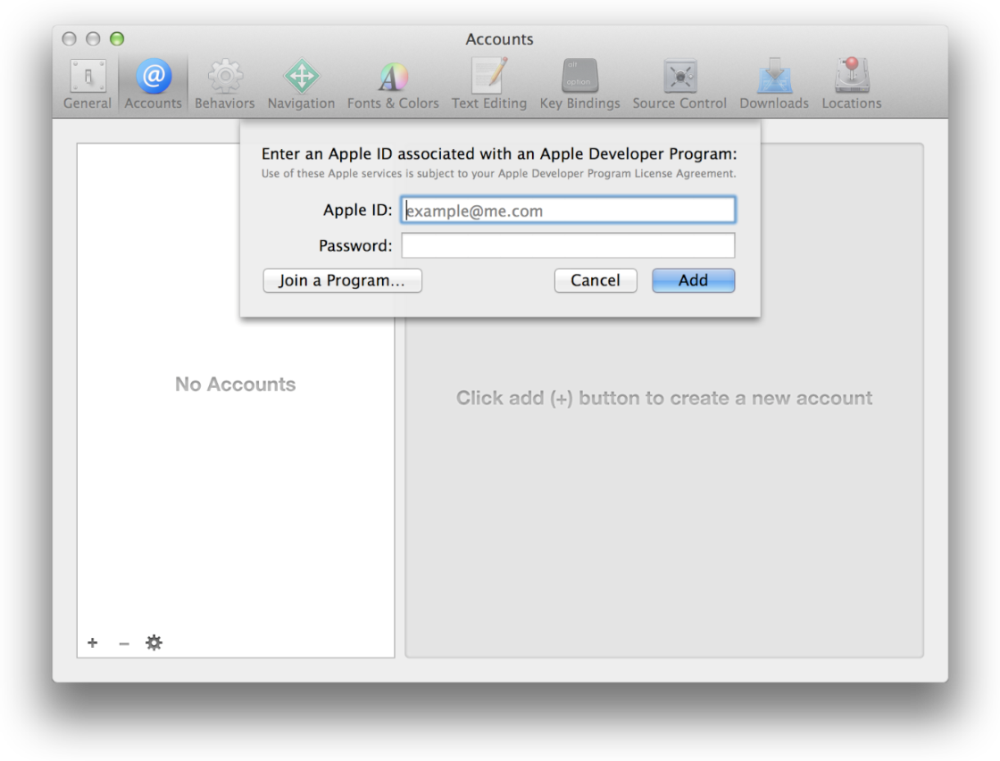 Accounts
General Accounts Behaviors Navigation Fonts & Colors Text Editing Key Bindings Source Control Downloads Locations
@
A
alt
option
Enter an Apple ID associated with an Apple Developer Program:
Use of these Apple services is subject to your Apple Developer Program License Agreement.
Apple ID: example@me.com
Password:
Join a Program... Cancel Add
No Accounts
Click add (+) button to create a new account
+ −